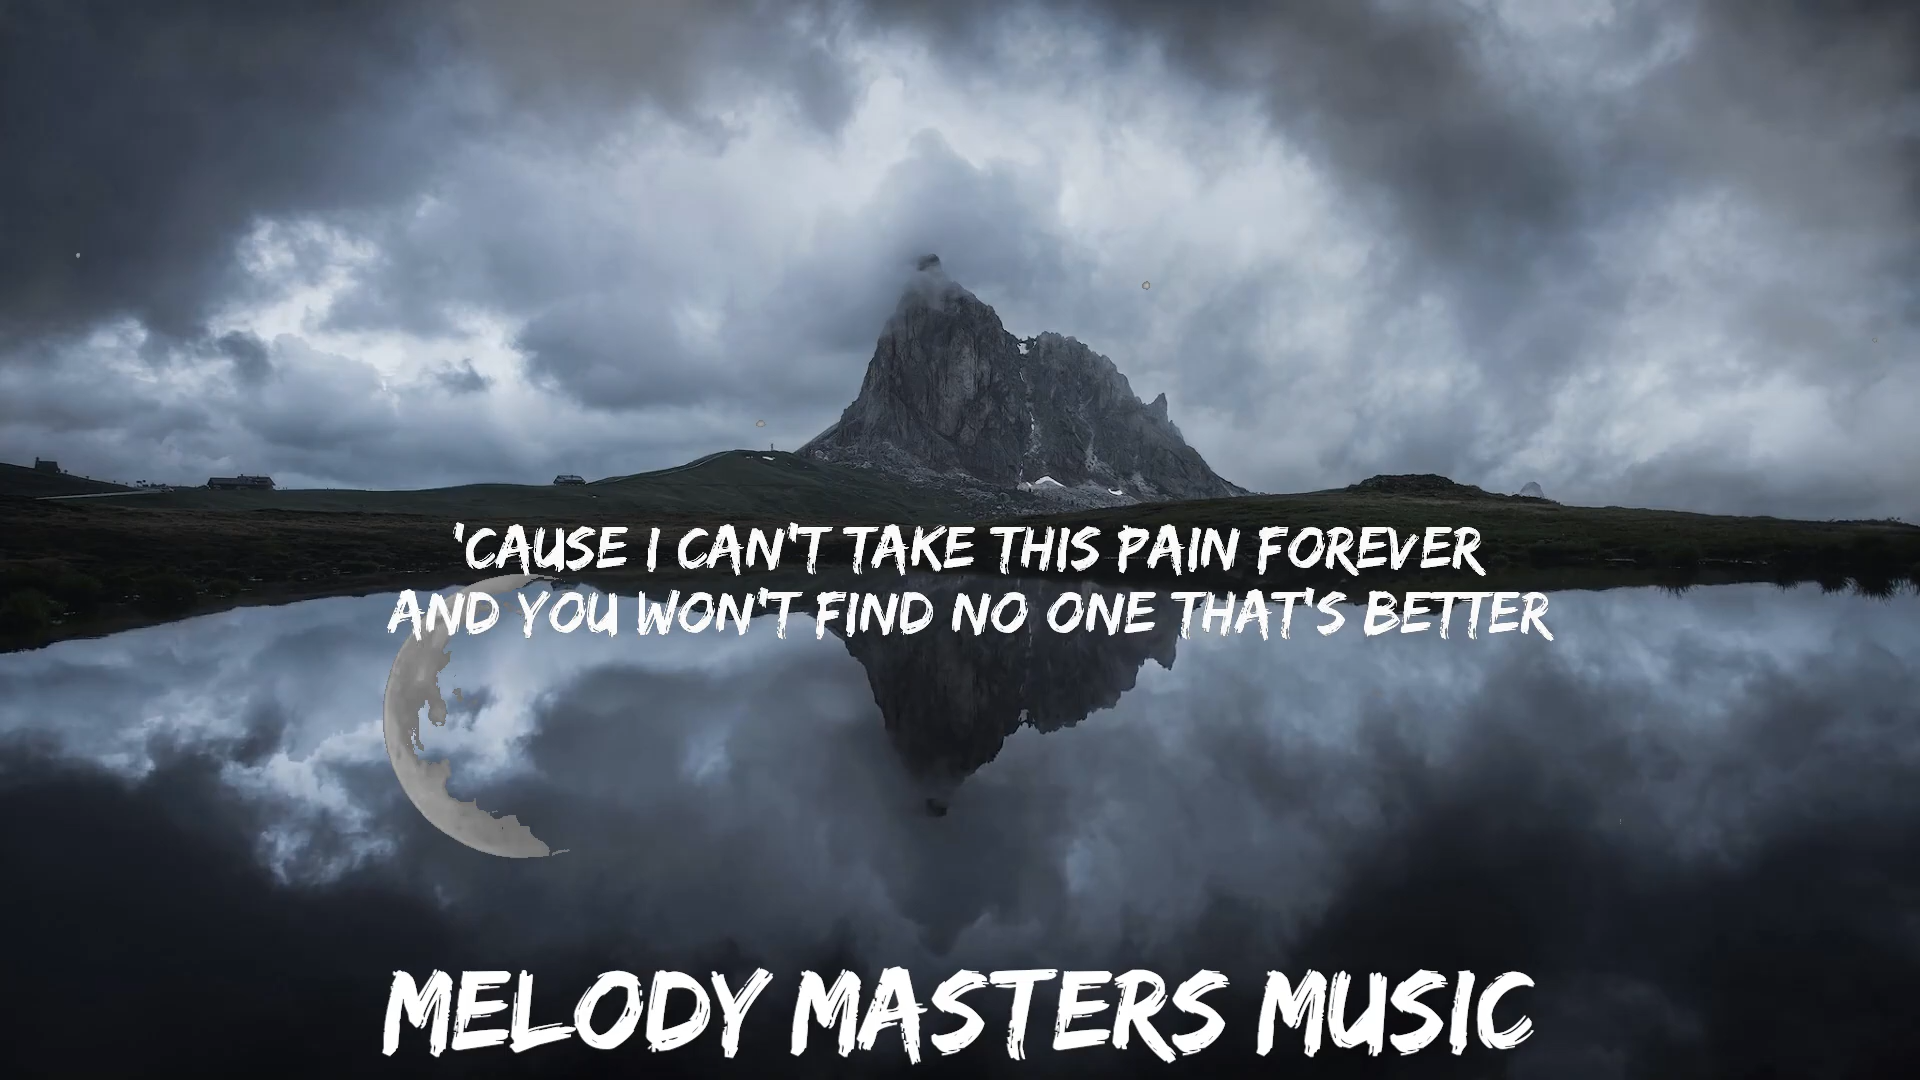 'CAUSE I CAN'T TAKE THIS PAIN FOREVER
AND YOU WON'T FIND NO ONE THAT'S BETTER
MELODY MASTERS MUSIC